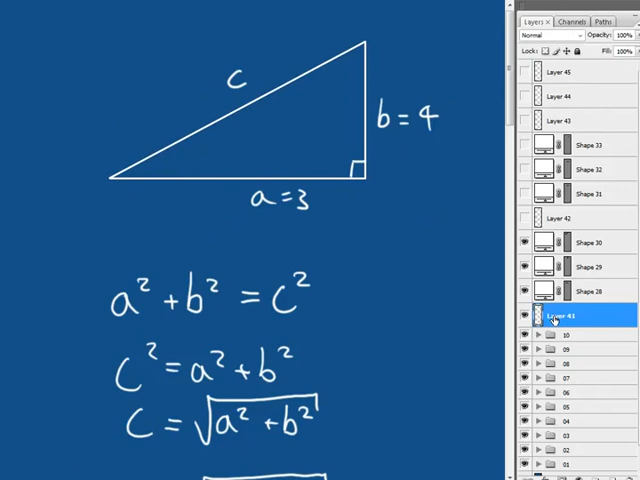 Layers × Channels Paths
Normal Opacity: 100%
Lock: Fill: 100%
Layer 45
Layer 44
Layer 43
Shape 33
Shape 32
Shape 31
Layer 42
Shape 30
Shape 29
Shape 28
Layer 41
10
09
08
07
06
05
04
03
02
01
c
b = 4
a = 3
a² + b² = c²
c² = a² + b²
c = √a² + b²